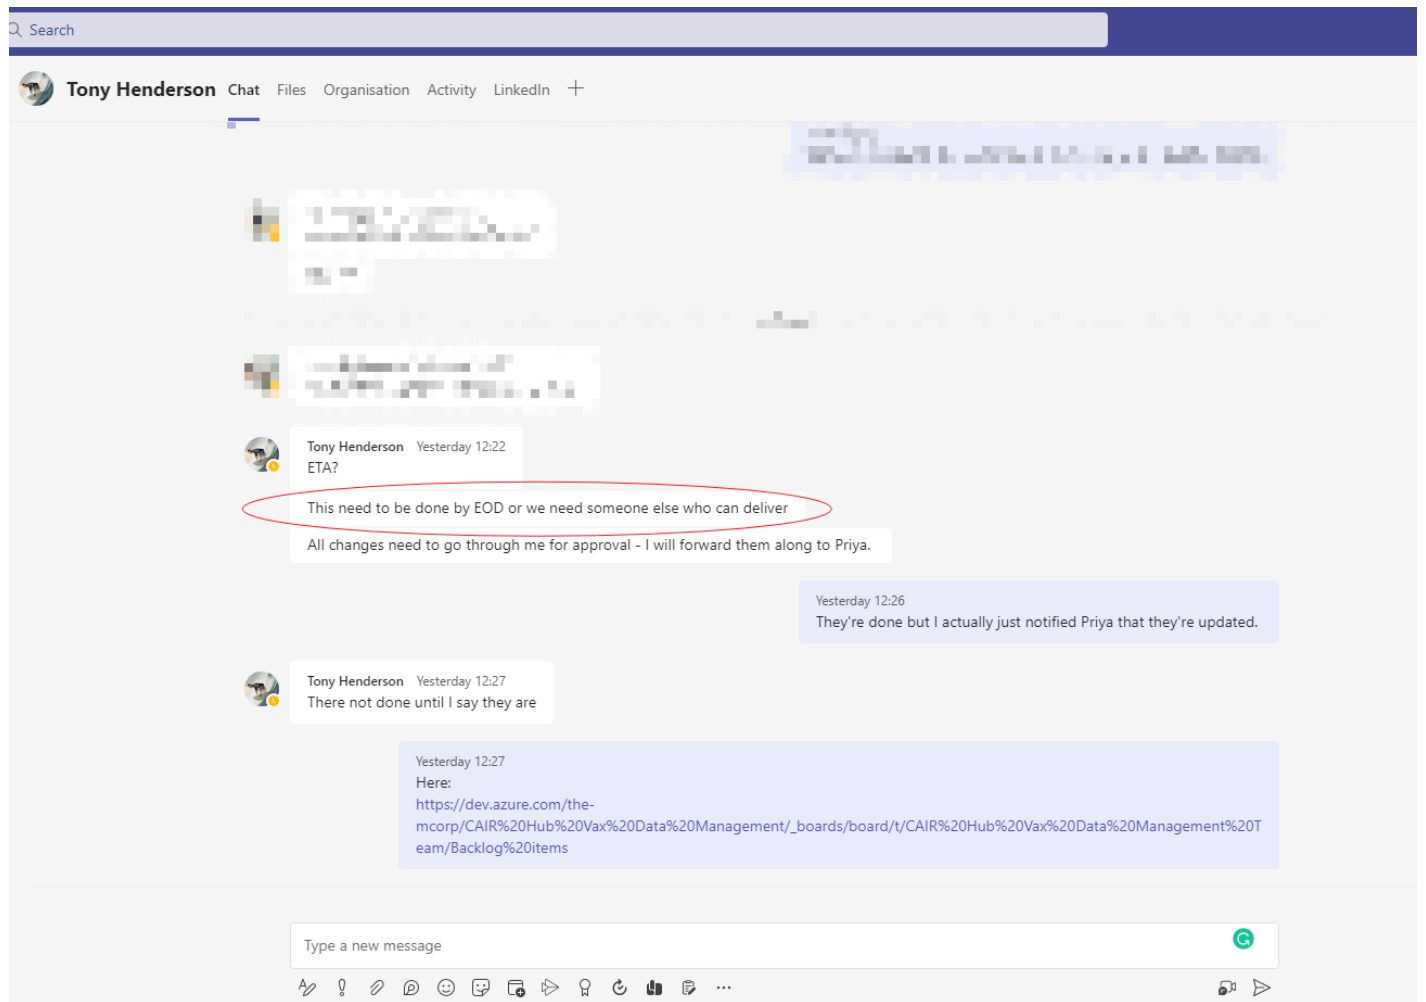 Search
Tony Henderson Chat Files Organisation Activity LinkedIn
Tony Henderson Yesterday 12:22
ETA?
This need to be done by EOD or we need someone else who can deliver
All changes need to go through me for approval - I will forward them along to Priya.
Yesterday 12:26
They're done but I actually just notified Priya that they're updated.
Tony Henderson Yesterday 12:27
There not done until I say they are
Yesterday 12:27
Here:
https://dev.azure.com/the-
mcorp/CAIR%20Hub%20Vax%20Data%20Management/_boards/board/t/CAIR%20Hub%20Vax%20Data%20Management%20T
eam/Backlog%20items
Type a new message